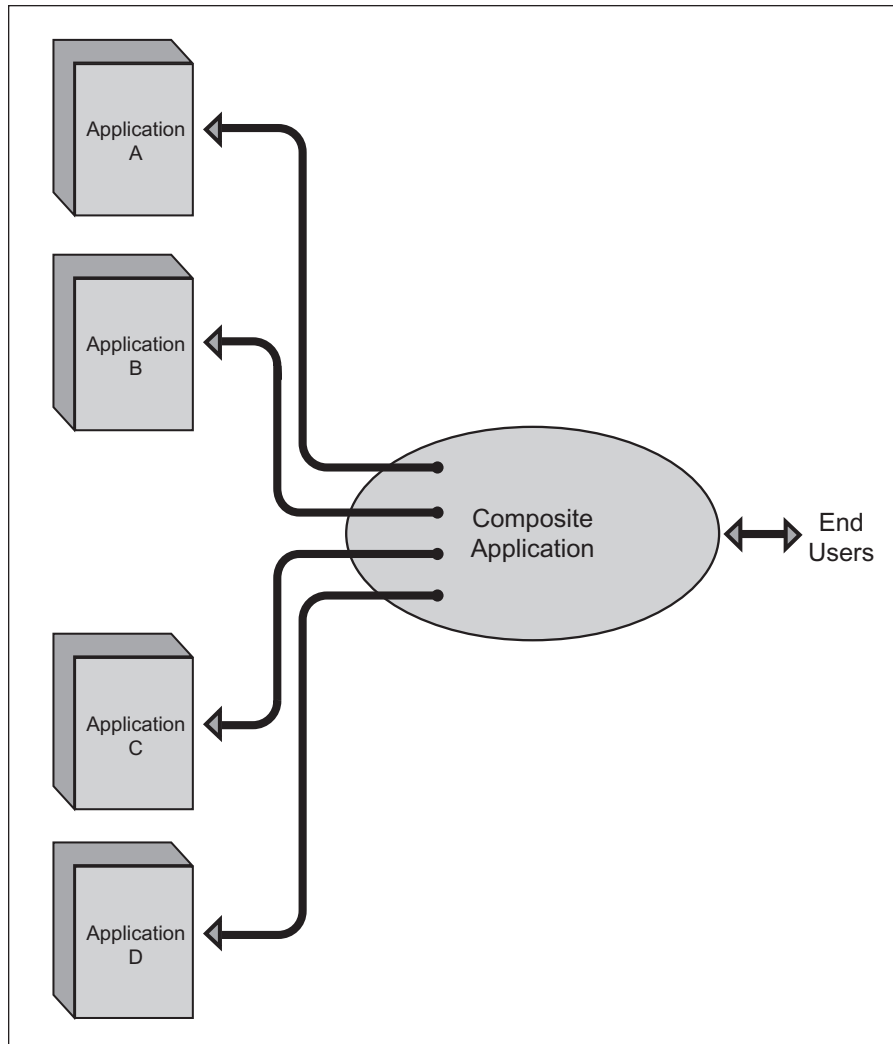 Application
A
Application
B
Composite
Application
End
Users
Application
C
Application
D